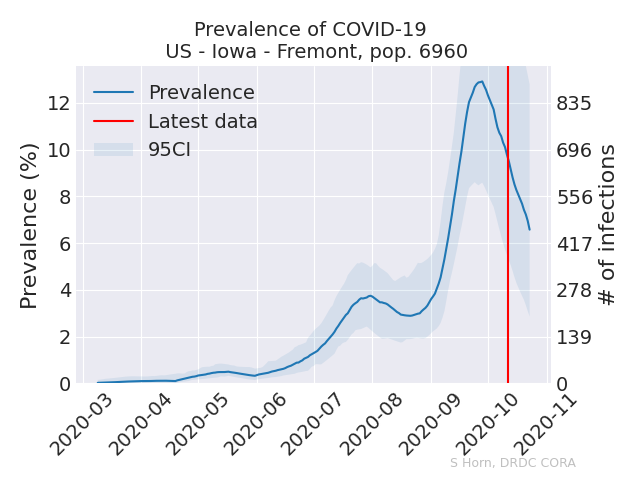 Prevalence of COVID-19
US - Iowa - Fremont, pop. 6960
Prevalence
Latest data
95CI
Prevalence (%)
12
10
8
6
4
2
0
835
696
556
417
278
139
0
# of infections
2020-03
2020-04
2020-05
2020-06
2020-07
2020-08
2020-09
2020-10
2020-11
S Horn, DRDC CORA